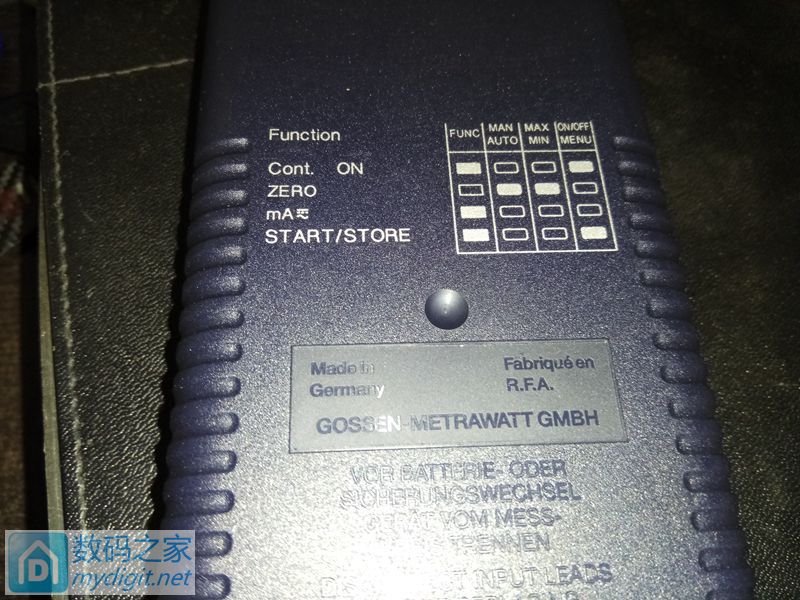 Function
FUNC MAN AUTO MAX MIN ON/OFF MENU
Cont. ON
ZERO
mA
START/STORE
Made in Fabriqué en
Germany R.F.A.
GOSSEN-METRAWATT GMBH
VOR BATTERIE- ODER
SICHERUNGSWECHSEL
GERÄT VOM MESS-
TRENNEN
INPUT LEADS
数码之家
mydigit.net